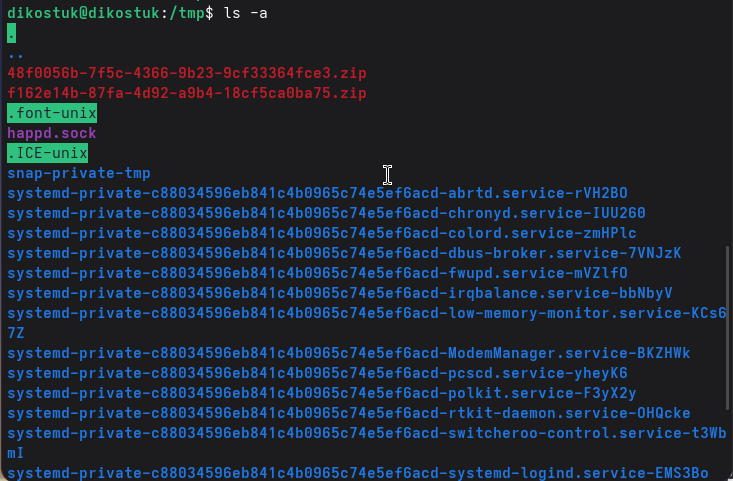 dikostuk@dikostuk:/tmp$ ls -a
.
..
48f0056b-7f5c-4366-9b23-9cf33364fce3.zip
f162e14b-87fa-4d92-a9b4-18cf5ca0ba75.zip
.font-unix
happd.sock
.ICE-unix
snap-private-tmp
systemd-private-c88034596eb841c4b0965c74e5ef6acd-abrtd.service-rVH2BO
systemd-private-c88034596eb841c4b0965c74e5ef6acd-chronyd.service-IUU260
systemd-private-c88034596eb841c4b0965c74e5ef6acd-colord.service-zmHPlc
systemd-private-c88034596eb841c4b0965c74e5ef6acd-dbus-broker.service-7VNJzK
systemd-private-c88034596eb841c4b0965c74e5ef6acd-fwupd.service-mVZlfO
systemd-private-c88034596eb841c4b0965c74e5ef6acd-irqbalance.service-bbNbyV
systemd-private-c88034596eb841c4b0965c74e5ef6acd-low-memory-monitor.service-KCs6
7Z
systemd-private-c88034596eb841c4b0965c74e5ef6acd-ModemManager.service-BKZHWk
systemd-private-c88034596eb841c4b0965c74e5ef6acd-pcscd.service-yheyK6
systemd-private-c88034596eb841c4b0965c74e5ef6acd-polkit.service-F3yX2y
systemd-private-c88034596eb841c4b0965c74e5ef6acd-rtkit-daemon.service-OHQcke
systemd-private-c88034596eb841c4b0965c74e5ef6acd-switcheroo-control.service-t3Wb
mI
systemd-private-c88034596eb841c4b0965c74e5ef6acd-systemd-logind.service-EMS3Bo